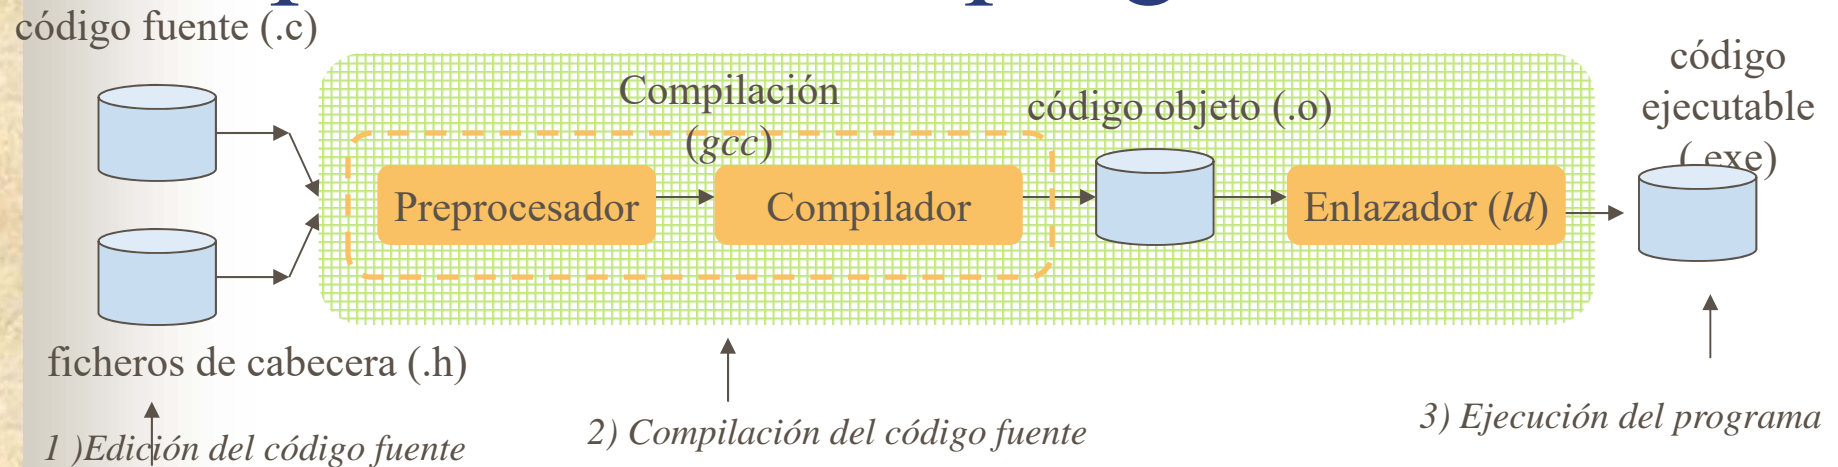 código fuente (.c)
código
ejecutable
(.exe)
Compilación
(gcc)
código objeto (.o)
Preprocesador
Compilador
Enlazador (ld)
ficheros de cabecera (.h)
1 )Edición del código fuente
2) Compilación del código fuente
3) Ejecución del programa